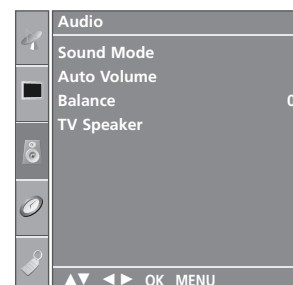 Audio
Sound Mode
Auto Volume
Balance 0
TV Speaker
▲▼ ◄► OK MENU